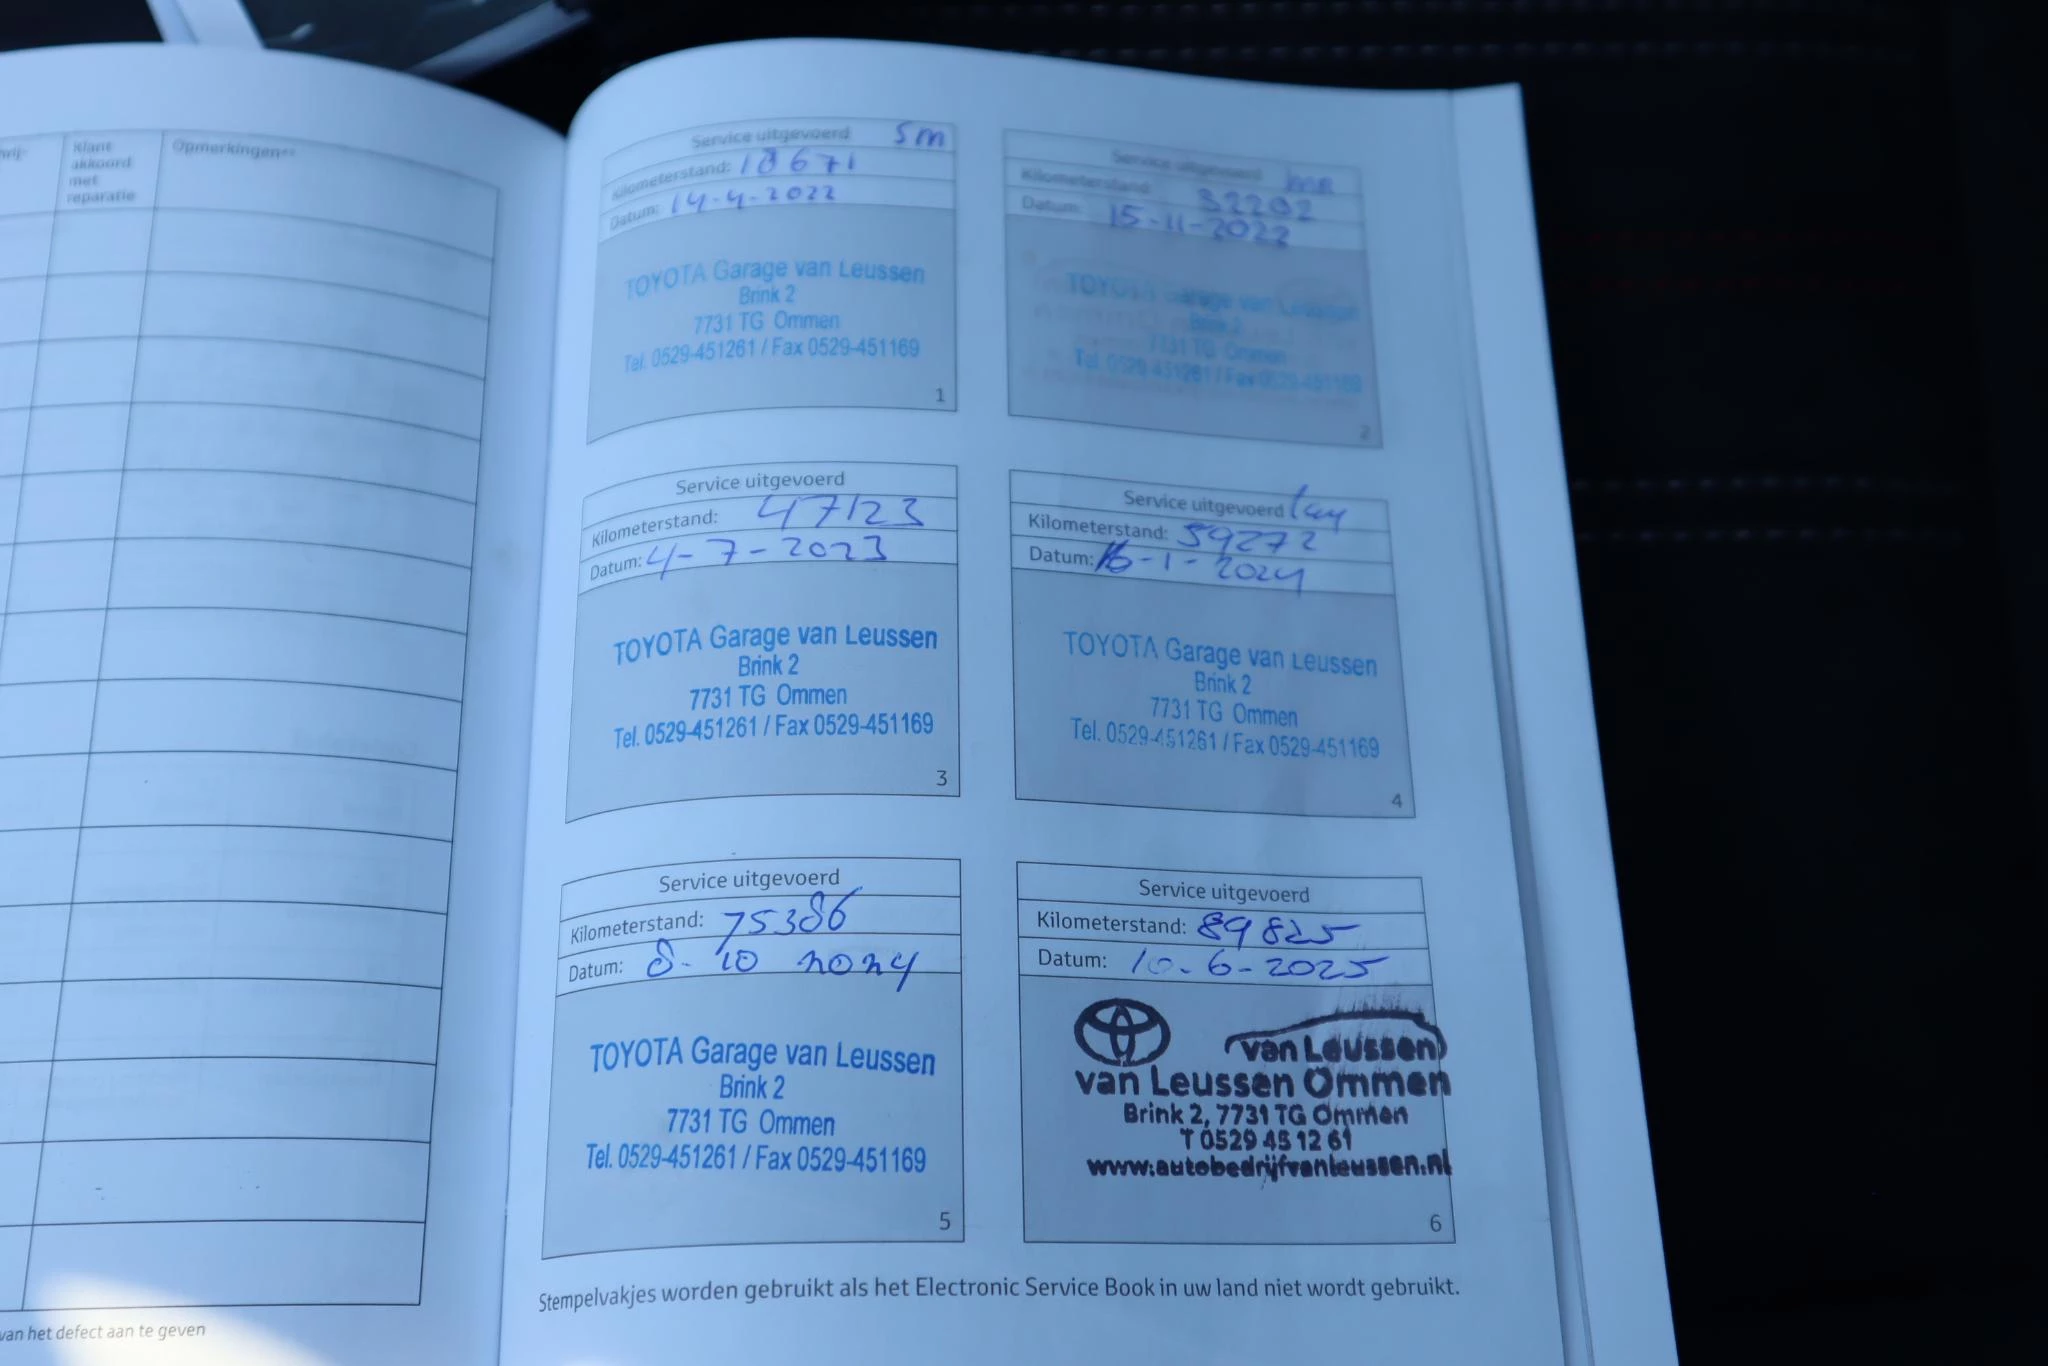 Klant
akkoord
met
reparatie
Opmerkingen**
van het defect aan te geven
Service uitgevoerd Sm
Kilometerstand: 18671
Datum: 14-4-2022
TOYOTA Garage van Leussen
Brink 2
7731 TG Ommen
Tel. 0529-451261 / Fax 0529-451169
1
Service uitgevoerd
Kilometerstand: 32202
Datum: 15-11-2022
TOYOTA Garage van Leussen
Brink 2
7731 TG Ommen
Tel. 0529-451261 / Fax 0529-451169
2
Service uitgevoerd
Kilometerstand: 47123
Datum: 4-7-2023
TOYOTA Garage van Leussen
Brink 2
7731 TG Ommen
Tel. 0529-451261 / Fax 0529-451169
3
Service uitgevoerd
Kilometerstand: 59272
Datum: 16-1-2024
TOYOTA Garage van Leussen
Brink 2
7731 TG Ommen
Tel. 0529-451261 / Fax 0529-451169
4
Service uitgevoerd
Kilometerstand: 75386
Datum: 8-10 2024
TOYOTA Garage van Leussen
Brink 2
7731 TG Ommen
Tel. 0529-451261 / Fax 0529-451169
5
Service uitgevoerd
Kilometerstand: 89825
Datum: 10-6-2025
van Leussen
van Leussen Ommen
Brink 2, 7731 TG Ommen
T 0529 45 12 61
www.autobedrijfvanleussen.nl
6
Stempelvakjes worden gebruikt als het Electronic Service Book in uw land niet wordt gebruikt.